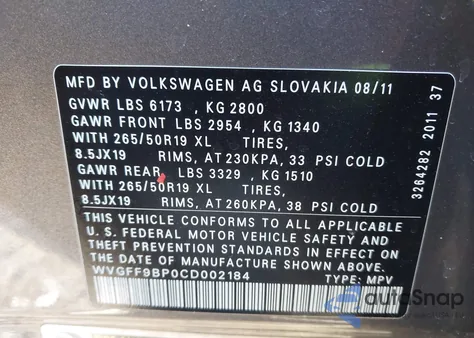 MFD BY VOLKSWAGEN AG SLOVAKIA 08/11
GVWR LBS 6173 , KG 2800
GAWR FRONT LBS 2954 , KG 1340
WITH 265/50R19 XL TIRES,
8.5JX19 RIMS, AT 230KPA, 33 PSI COLD
GAWR REAR, LBS 3329 , KG 1510
WITH 265/50R19 XL TIRES,
8.5JX19 RIMS, AT 260KPA, 38 PSI COLD
THIS VEHICLE CONFORMS TO ALL APPLICABLE
U.S. FEDERAL MOTOR VEHICLE SAFETY AND
THEFT PREVENTION STANDARDS IN EFFECT
ON THE DATE OF MANUFACTURE SHOWN ABOVE.
WVGFF9BP0CD002184 TYPE: MPV
3264282 2011 37
autoSnap